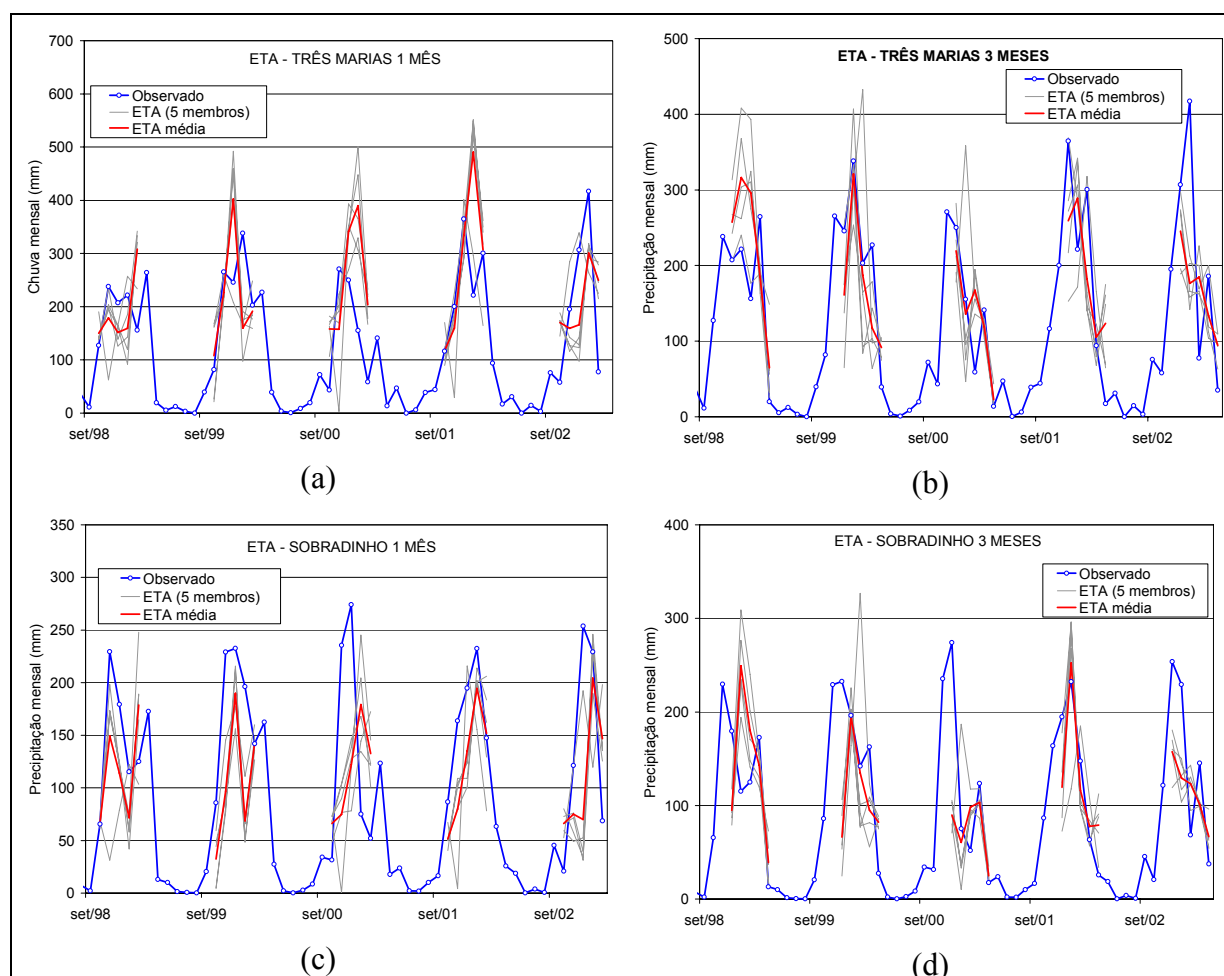 ETA - TRÊS MARIAS 1 MÊS
Chuva mensal (mm)
700
600
500
400
300
200
100
0
Observado
ETA (5 membros)
ETA média
set/98
set/99
set/00
set/01
set/02
(a)
ETA - TRÊS MARIAS 3 MESES
Precipitação mensal (mm)
500
400
300
200
100
0
Observado
ETA (5 membros)
ETA média
set/98
set/99
set/00
set/01
set/02
(b)
ETA - SOBRADINHO 1 MÊS
Precipitação mensal (mm)
350
300
250
200
150
100
50
0
Observado
ETA (5 membros)
ETA média
set/98
set/99
set/00
set/01
set/02
(c)
ETA - SOBRADINHO 3 MESES
Precipitação mensal (mm)
400
300
200
100
0
Observado
ETA (5 membros)
ETA média
set/98
set/99
set/00
set/01
set/02
(d)